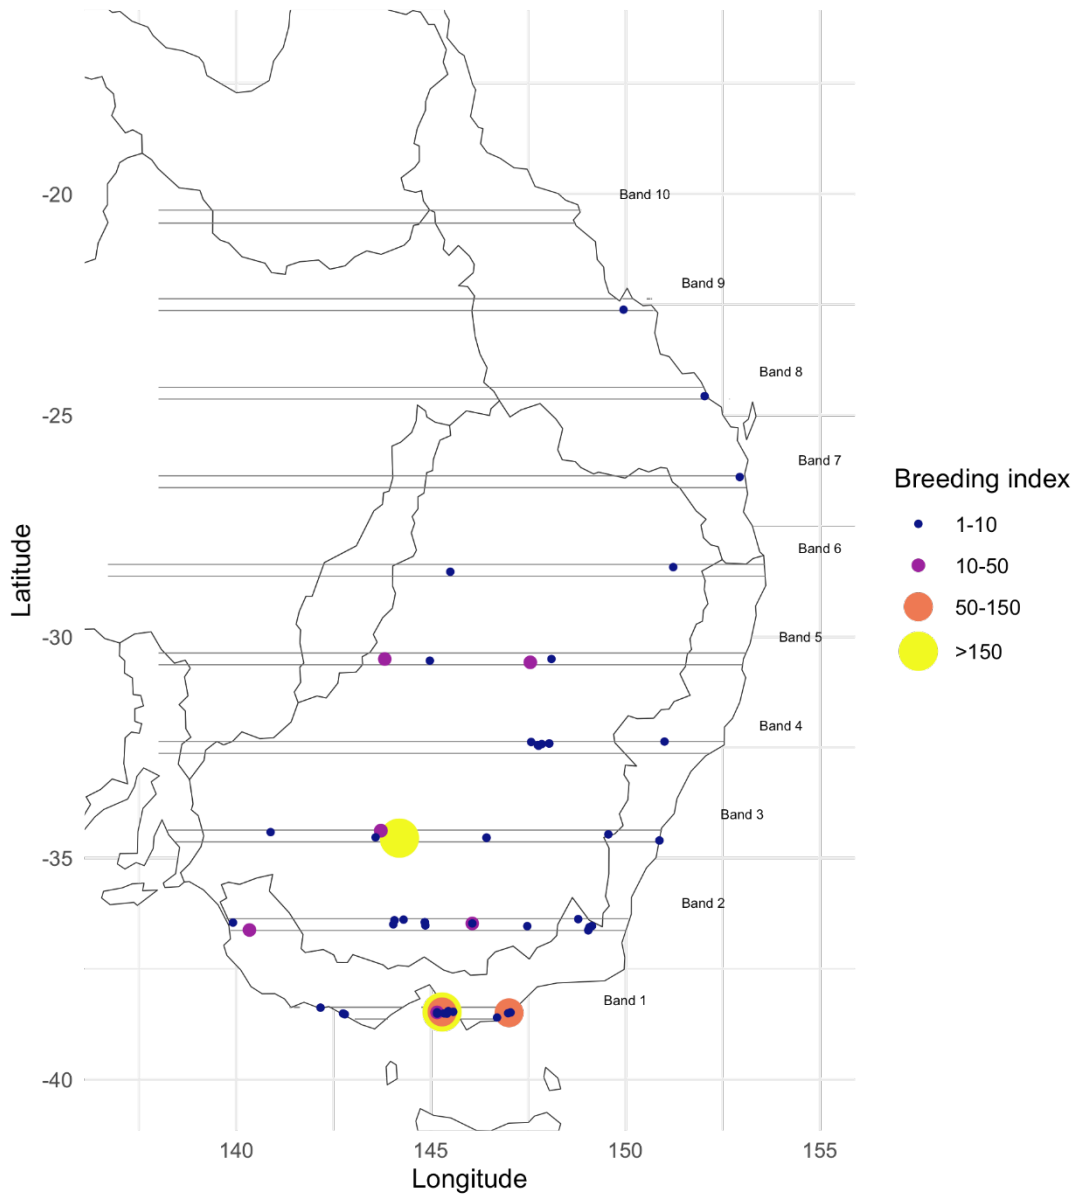 Band 10
-20
Band 9
Band 8
-25
Band 7
Breeding index
1-10
Band 6
10-50
Latitude
50-150
-30
Band 5
>150
Band 4
Band 3
-35
Band 2
Band 1
-40
140
145
150
155
Longitude